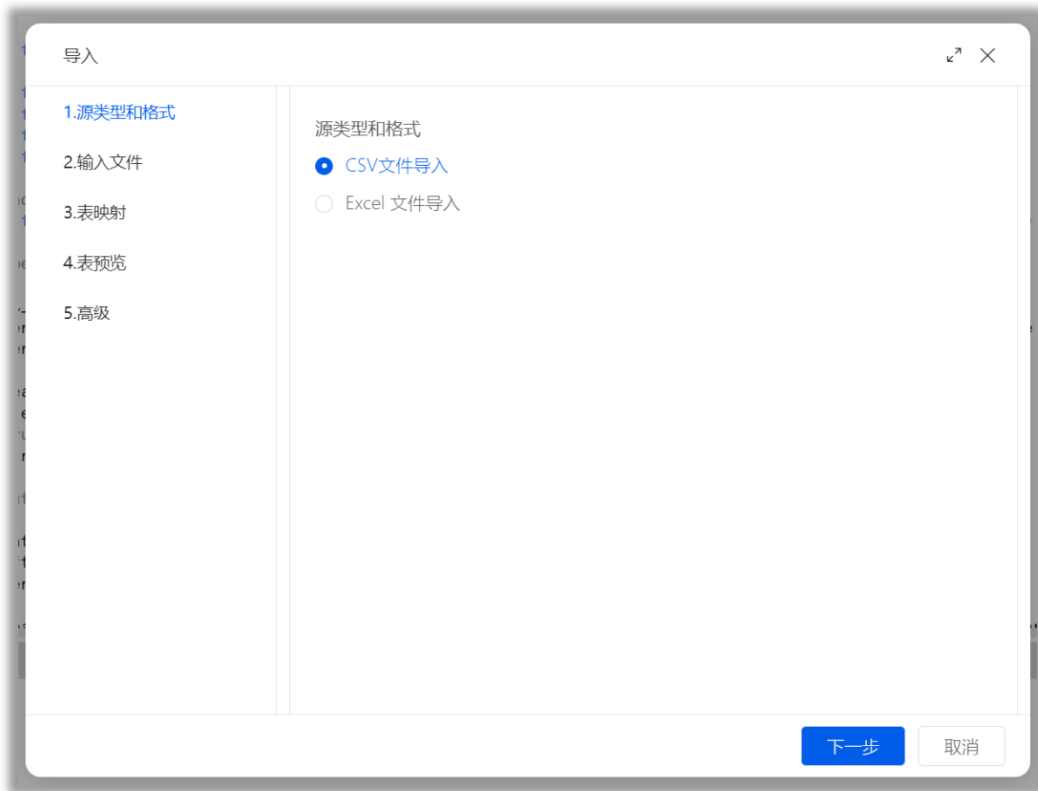 导入
1.源类型和格式
2.输入文件
3.表映射
4.表预览
5.高级
源类型和格式
CSV文件导入
Excel 文件导入
下一步
取消